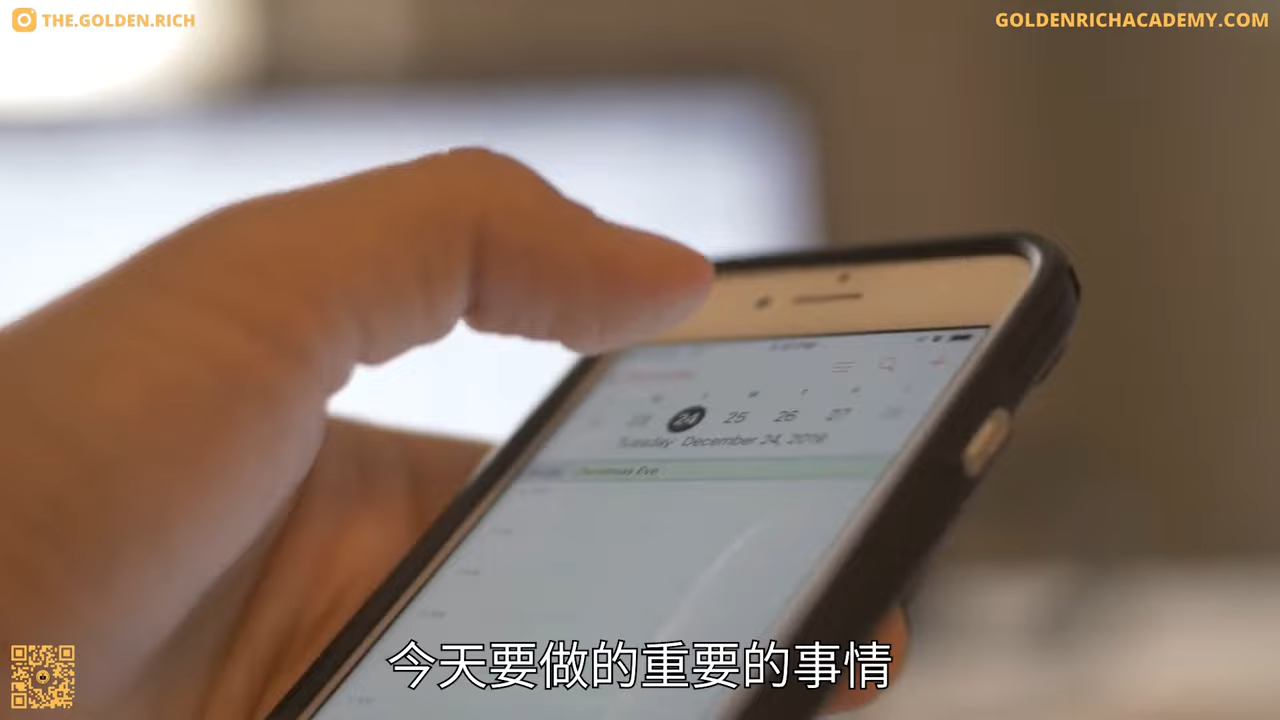 THE.GOLDEN.RICH
GOLDENRICHACADEMY.COM
24 25 26 27
Tuesday December 24, 2019
Christmas Eve
今天要做的重要的事情